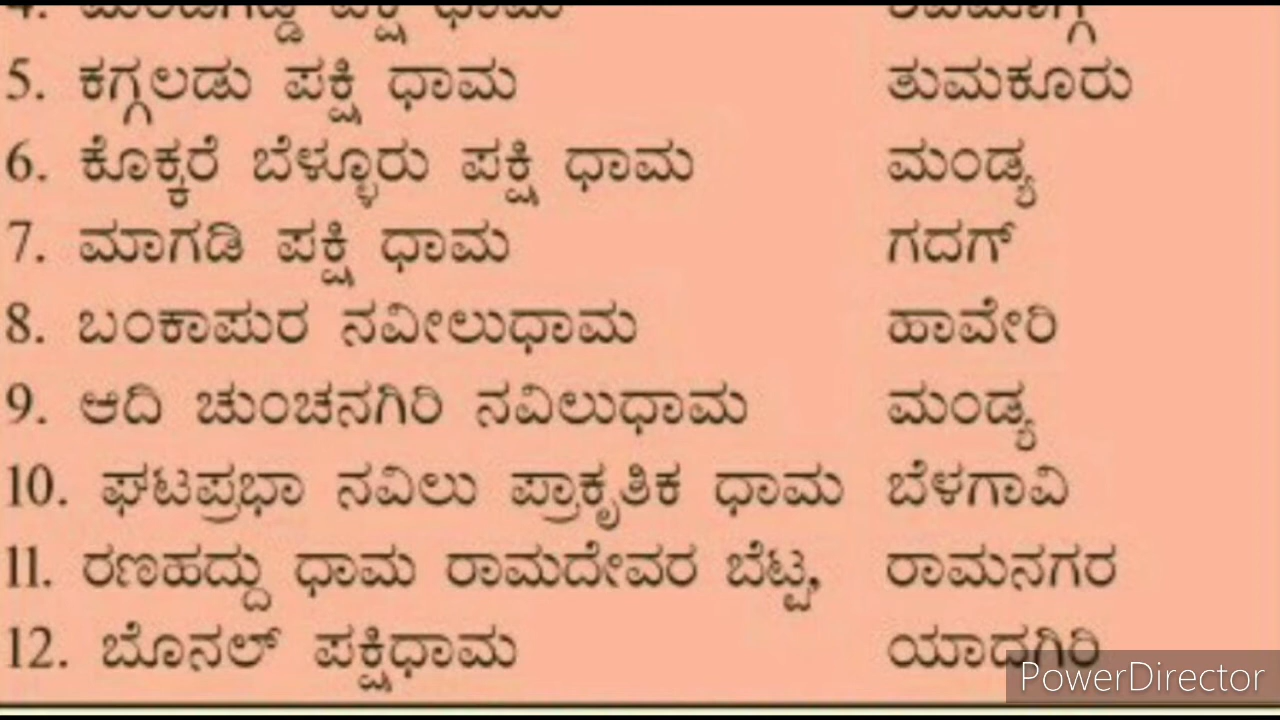 5. ಕಗ್ಗಲಡು ಪಕ್ಷಿ ಧಾಮ ತುಮಕೂರು
6. ಕೊಕ್ಕರೆ ಬೆಳ್ಳೂರು ಪಕ್ಷಿ ಧಾಮ ಮಂಡ್ಯ
7. ಮಾಗಡಿ ಪಕ್ಷಿ ಧಾಮ ಗದಗ್
8. ಬಂಕಾಪುರ ನವೀಲುಧಾಮ ಹಾವೇರಿ
9. ಆದಿ ಚುಂಚನಗಿರಿ ನವಿಲುಧಾಮ ಮಂಡ್ಯ
10. ಘಟಪ್ರಭಾ ನವಿಲು ಪ್ರಾಕೃತಿಕ ಧಾಮ ಬೆಳಗಾವಿ
11. ರಣಹದ್ದು ಧಾಮ ರಾಮದೇವರ ಬೆಟ್ಟ, ರಾಮನಗರ
12. ಬೊನಲ್ ಪಕ್ಷಿಧಾಮ ಯಾದಗಿರಿ
PowerDirector